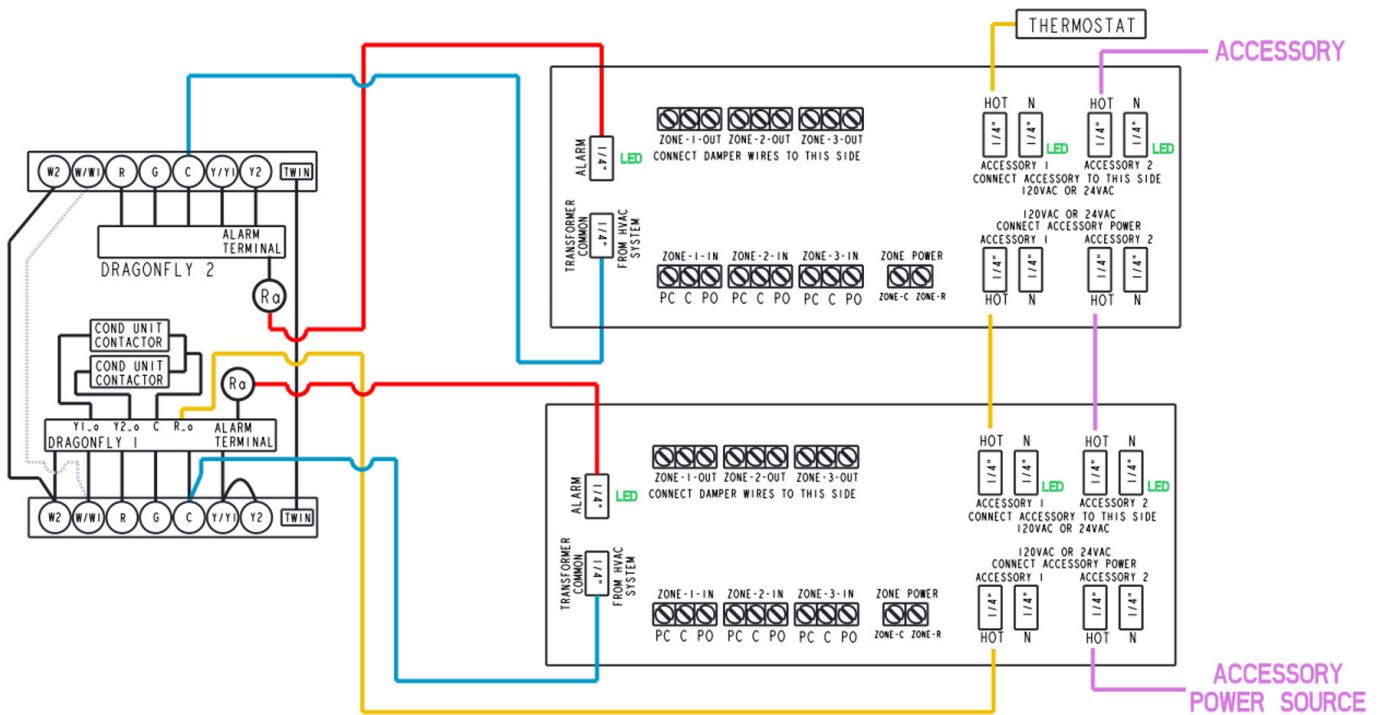 THERMOSTAT
ACCESSORY
HOT N HOT N
1/4" 1/4" 1/4" 1/4"
LED LED
ACCESSORY 1 ACCESSORY 2
CONNECT ACCESSORY TO THIS SIDE
120VAC OR 24VAC
ZONE-1-OUT ZONE-2-OUT ZONE-3-OUT
CONNECT DAMPER WIRES TO THIS SIDE
ALARM
1/4"
LED
TRANSFORMER
COMMON
1/4"
FROM HVAC
SYSTEM
120VAC OR 24VAC
CONNECT ACCESSORY POWER
ACCESSORY 1 ACCESSORY 2
1/4" 1/4" 1/4" 1/4"
HOT N HOT N
ZONE-1-IN ZONE-2-IN ZONE-3-IN ZONE POWER
PC C PO PC C PO PC C PO ZONE-C ZONE-R
W2 W/W1 R G C Y/Y1 Y2 TWIN
ALARM
TERMINAL
DRAGONFLY 2
Ra
COND UNIT
CONTACTOR
COND UNIT
CONTACTOR
Ra
Y1_o Y2_o C R_o ALARM
TERMINAL
DRAGONFLY 1
W2 W/W1 R G C Y/Y1 Y2 TWIN
HOT N HOT N
1/4" 1/4" 1/4" 1/4"
LED LED
ACCESSORY 1 ACCESSORY 2
CONNECT ACCESSORY TO THIS SIDE
120VAC OR 24VAC
ZONE-1-OUT ZONE-2-OUT ZONE-3-OUT
CONNECT DAMPER WIRES TO THIS SIDE
ALARM
1/4"
LED
TRANSFORMER
COMMON
1/4"
FROM HVAC
SYSTEM
120VAC OR 24VAC
CONNECT ACCESSORY POWER
ACCESSORY 1 ACCESSORY 2
1/4" 1/4" 1/4" 1/4"
HOT N HOT N
ZONE-1-IN ZONE-2-IN ZONE-3-IN ZONE POWER
PC C PO PC C PO PC C PO ZONE-C ZONE-R
ACCESSORY
POWER SOURCE